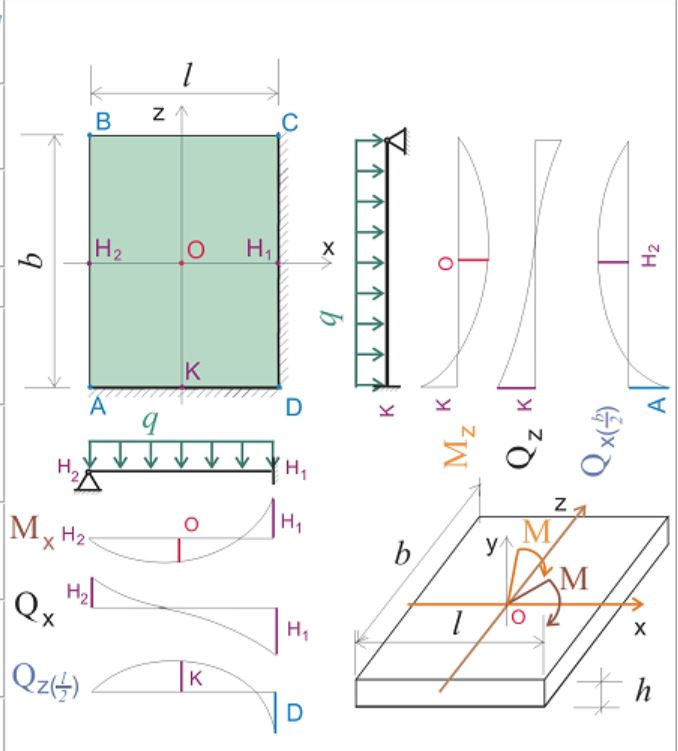 l
z
B C
b
H₂ O H₁ x
K
A D
q
O
H₂
K K K A
M_z Q_z Q_x(b/2)
q
H₂ H₁
M_x H₂ O H₁
Q_x H₂ H₁
Q_z(l/2) K D
z
y M
b M
O x
l
h